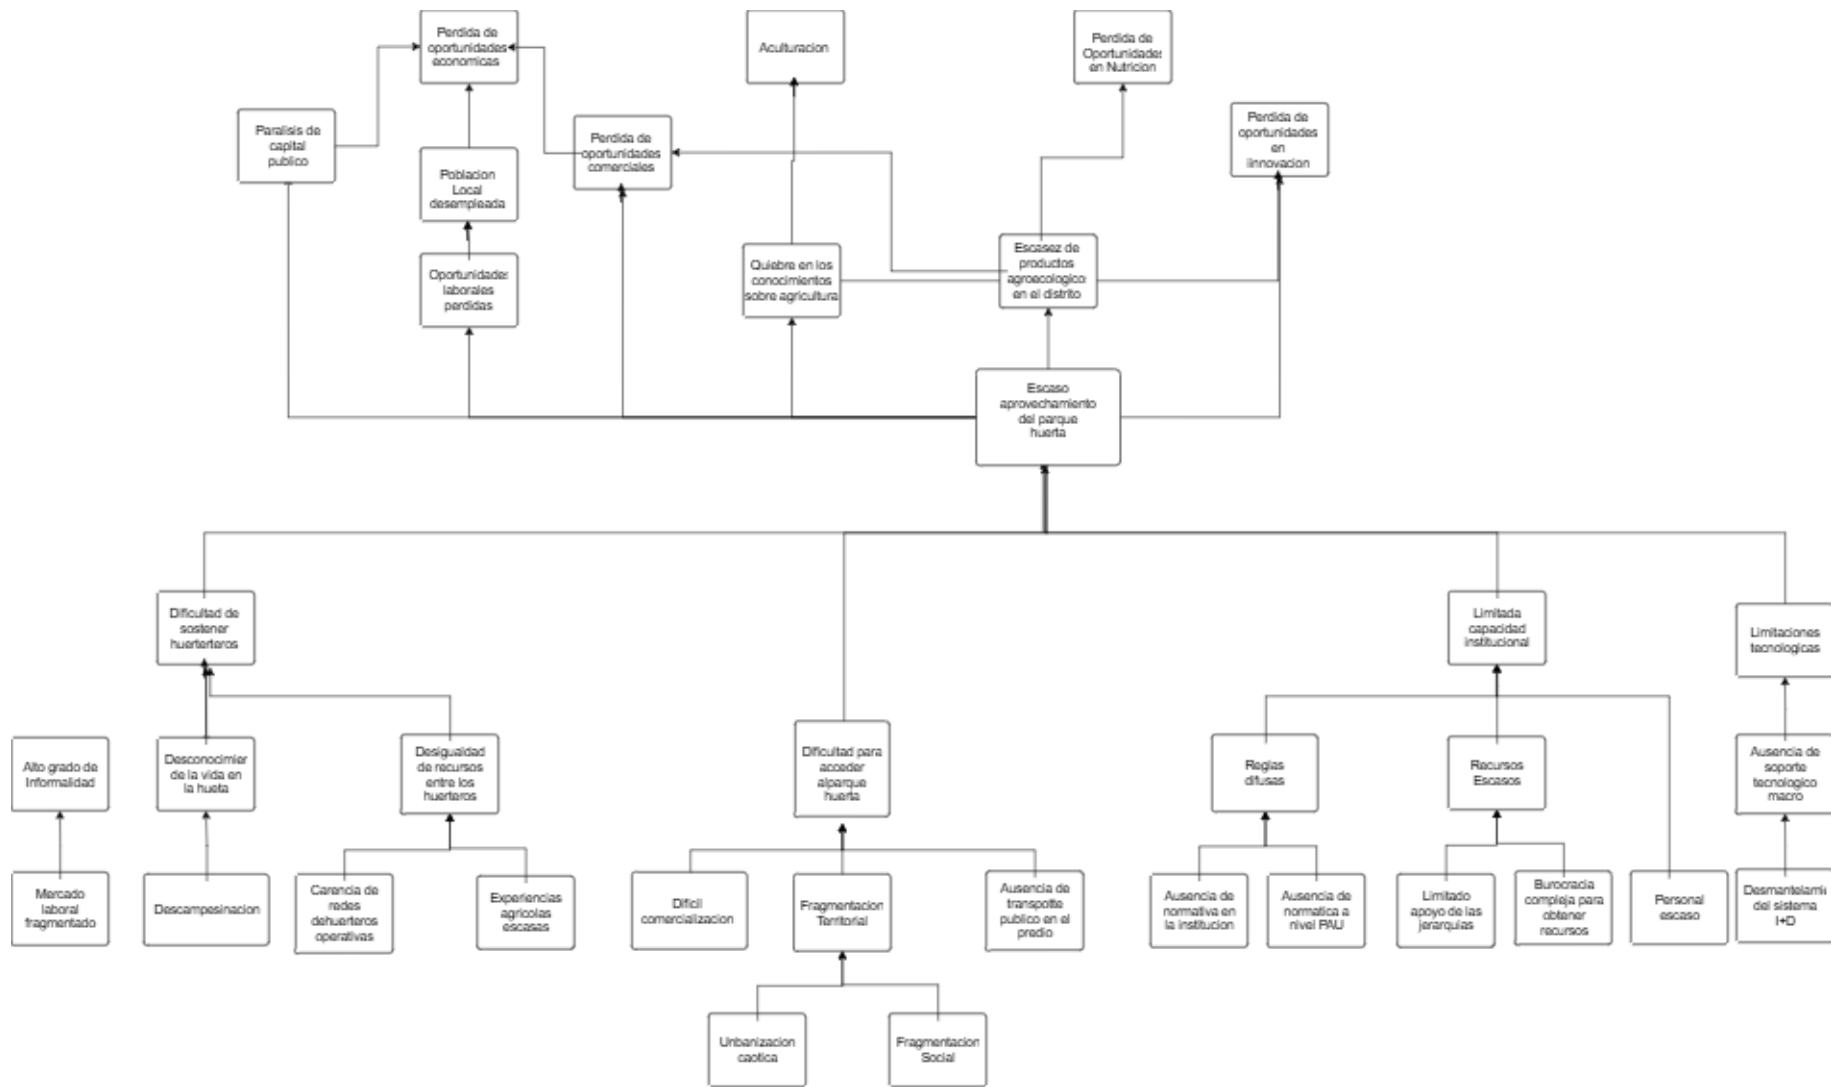 Perdida de
oportunidades
economicas
Aculturacion
Perdida de
Oportunidade
en Nutricion
Paralisis de
capital
publico
Perdida de
oportunidades
comerciales
Perdida de
oportunidades
en
Iinnovacion
Poblacion
Local
desempleada
Oportunidade
laborales
perdidas
Quiebre en los
conocimientos
sobre agricultura
Escasez de
productos
agroecologico
en el distrito
Escaso
aprovechamiento
del parque
huerta
Dificultad de
sostener
huerterteros
Limitada
capacidad
institucional
Limitaciones
tecnologicas
Alto grado de
Informalidad
Desconocimier
de la vida en
la hueta
Desigualdad
de recursos
entre los
huerteros
Dificultad para
acceder
alparque
huerta
Reglas
difusas
Recursos
Escasos
Ausencia de
soporte
tecnologico
macro
Mercado
laboral
fragmentado
Descampesinacion
Carencia de
redes
dehuerteros
operativas
Experiencias
agricolas
escasas
Dificil
comercializacion
Fragmentacion
Territorial
Ausencia de
transpotte
publico en el
predio
Ausencia de
normativa en
la institucion
Ausencia de
normatica a
nivel PAU
Limitado
apoyo de las
jerarquias
Burocracia
compleja para
obtener
recursos
Personal
escaso
Desmantelami
del sistema
I+D
Unbanizacion
caotica
Fragmentacion
Social